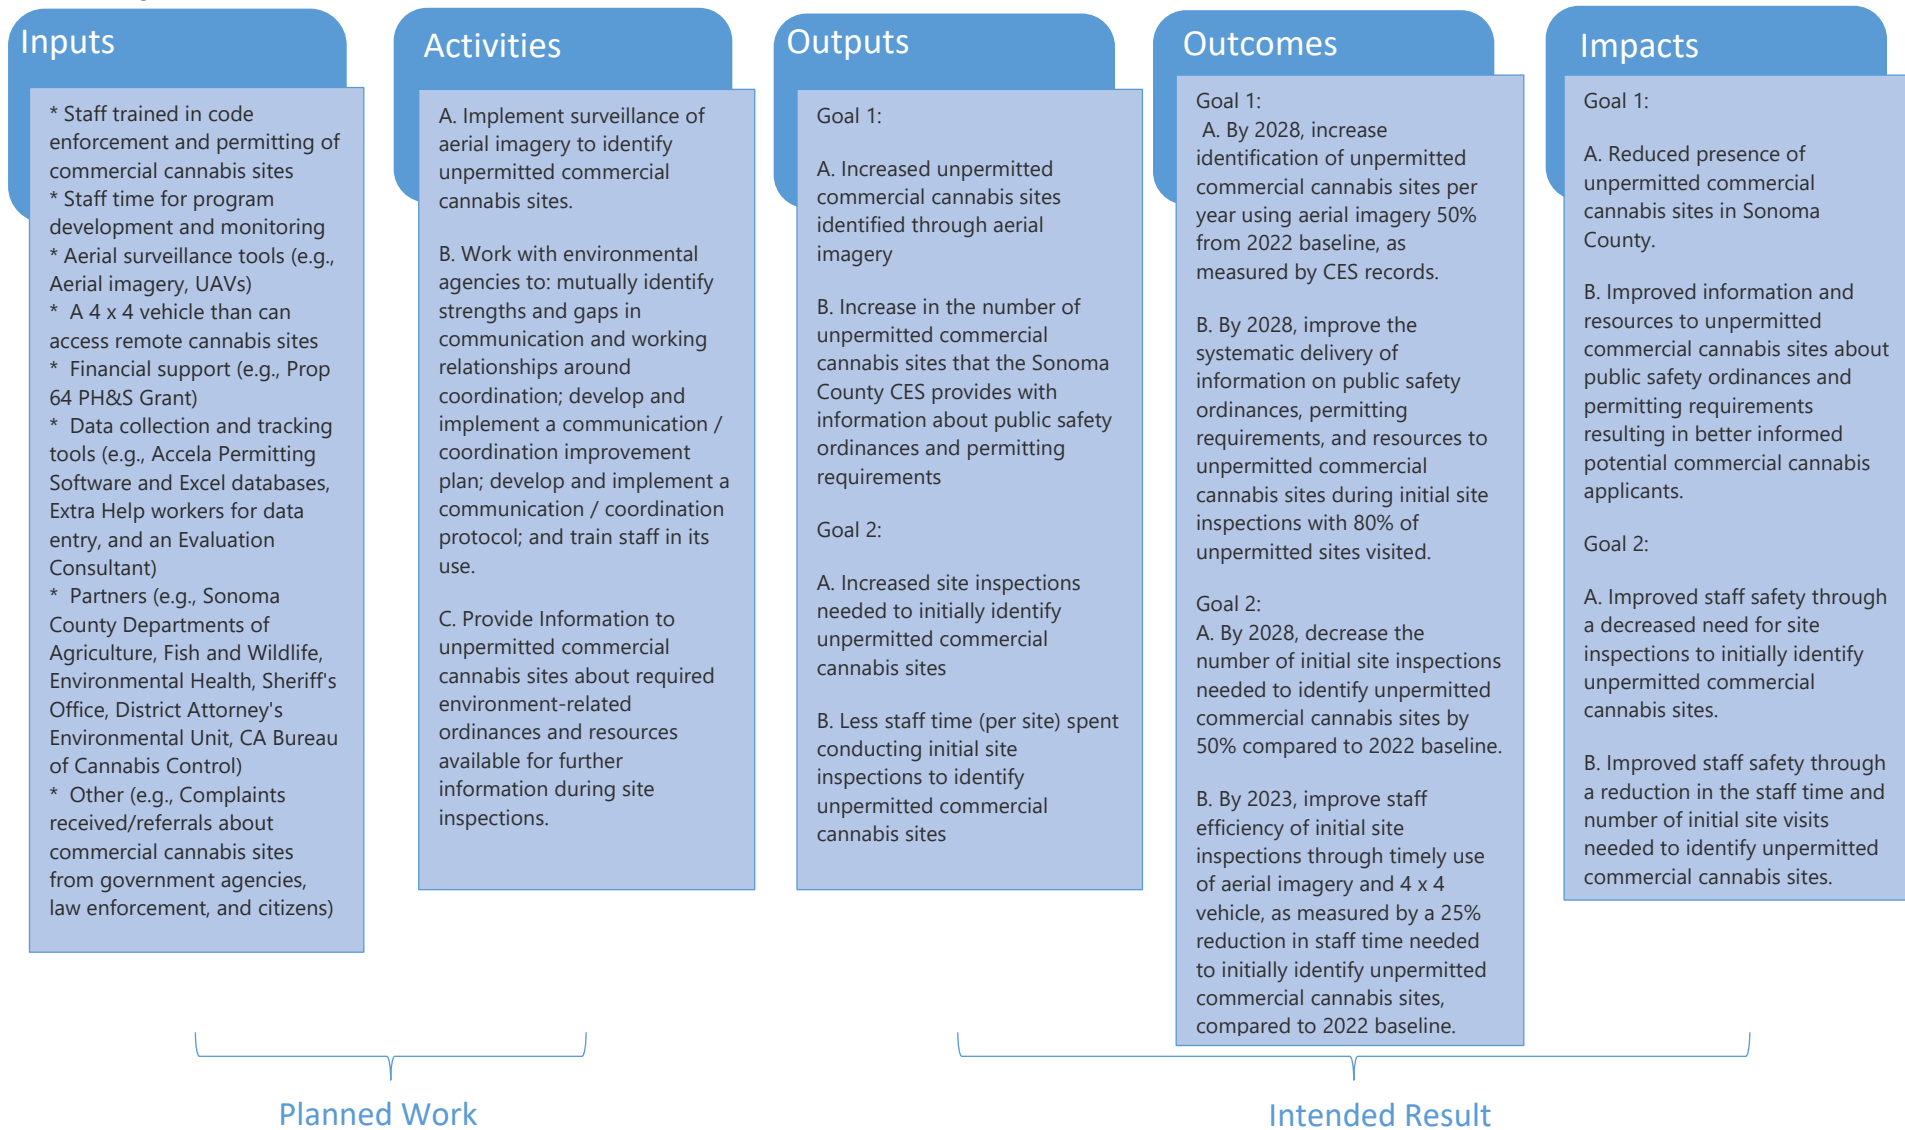 Inputs
* Staff trained in code
enforcement and permitting of
commercial cannabis sites
* Staff time for program
development and monitoring
* Aerial surveillance tools (e.g.,
Aerial imagery, UAVs)
* A 4 x 4 vehicle than can
access remote cannabis sites
* Financial support (e.g., Prop
64 PH&S Grant)
* Data collection and tracking
tools (e.g., Accela Permitting
Software and Excel databases,
Extra Help workers for data
entry, and an Evaluation
Consultant)
* Partners (e.g., Sonoma
County Departments of
Agriculture, Fish and Wildlife,
Environmental Health, Sheriff's
Office, District Attorney's
Environmental Unit, CA Bureau
of Cannabis Control)
* Other (e.g., Complaints
received/referrals about
commercial cannabis sites
from government agencies,
law enforcement, and citizens)
Activities
A. Implement surveillance of
aerial imagery to identify
unpermitted commercial
cannabis sites.
B. Work with environmental
agencies to: mutually identify
strengths and gaps in
communication and working
relationships around
coordination; develop and
implement a communication /
coordination improvement
plan; develop and implement a
communication / coordination
protocol; and train staff in its
use.
C. Provide Information to
unpermitted commercial
cannabis sites about required
environment-related
ordinances and resources
available for further
information during site
inspections.
Outputs
Goal 1:
A. Increased unpermitted
commercial cannabis sites
identified through aerial
imagery
B. Increase in the number of
unpermitted commercial
cannabis sites that the Sonoma
County CES provides with
information about public safety
ordinances and permitting
requirements
Goal 2:
A. Increased site inspections
needed to initially identify
unpermitted commercial
cannabis sites
B. Less staff time (per site) spent
conducting initial site
inspections to identify
unpermitted commercial
cannabis sites
Outcomes
Goal 1:
A. By 2028, increase
identification of unpermitted
commercial cannabis sites per
year using aerial imagery 50%
from 2022 baseline, as
measured by CES records.
B. By 2028, improve the
systematic delivery of
information on public safety
ordinances, permitting
requirements, and resources to
unpermitted commercial
cannabis sites during initial site
inspections with 80% of
unpermitted sites visited.
Goal 2:
A. By 2028, decrease the
number of initial site inspections
needed to identify unpermitted
commercial cannabis sites by
50% compared to 2022 baseline.
B. By 2023, improve staff
efficiency of initial site
inspections through timely use
of aerial imagery and 4 x 4
vehicle, as measured by a 25%
reduction in staff time needed
to initially identify unpermitted
commercial cannabis sites,
compared to 2022 baseline.
Impacts
Goal 1:
A. Reduced presence of
unpermitted commercial
cannabis sites in Sonoma
County.
B. Improved information and
resources to unpermitted
commercial cannabis sites about
public safety ordinances and
permitting requirements
resulting in better informed
potential commercial cannabis
applicants.
Goal 2:
A. Improved staff safety through
a decreased need for site
inspections to initially identify
unpermitted commercial
cannabis sites.
B. Improved staff safety through
a reduction in the staff time and
number of initial site visits
needed to identify unpermitted
commercial cannabis sites.
Planned Work
Intended Result